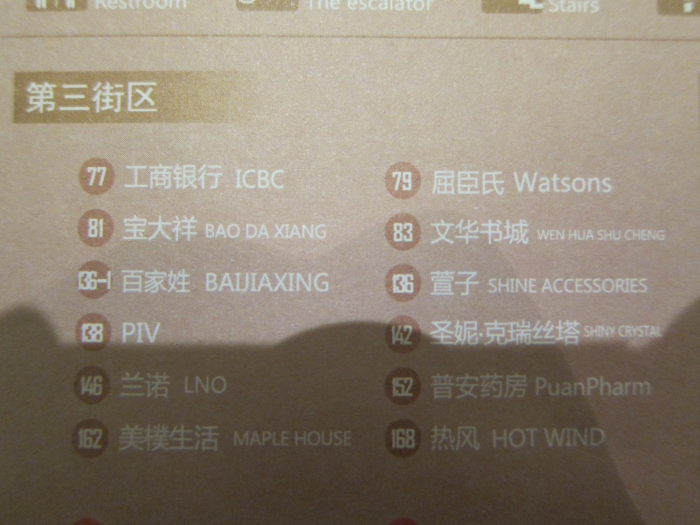 Restroom The escalator Stairs
第三街区
77 工商银行 ICBC
79 屈臣氏 Watsons
81 宝大祥 BAO DA XIANG
83 文华书城 WEN HUA SHU CHENG
136-1 百家姓 BAIJIAXING
136 萱子 SHINE ACCESSORIES
138 PIV
142 圣妮·克瑞丝塔 SHINY CRYSTAL
146 兰诺 LNO
152 普安药房 PuanPharm
162 美樸生活 MAPLE HOUSE
168 热风 HOT WIND